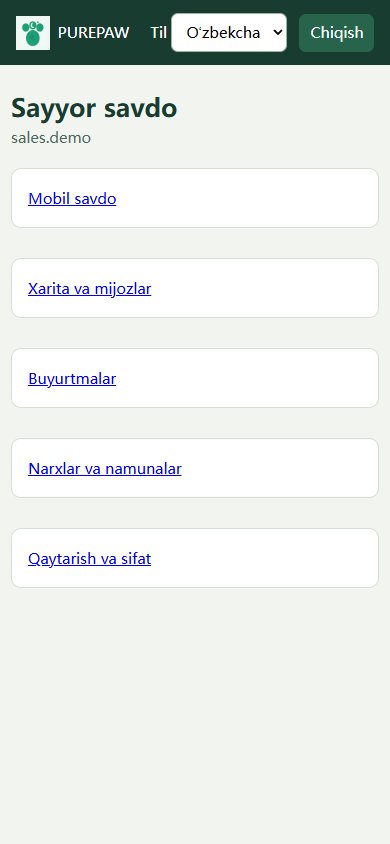 PUREPAW Til Oʻzbekcha Chiqish
Sayyor savdo
sales.demo
Mobil savdo
Xarita va mijozlar
Buyurtmalar
Narxlar va namunalar
Qaytarish va sifat